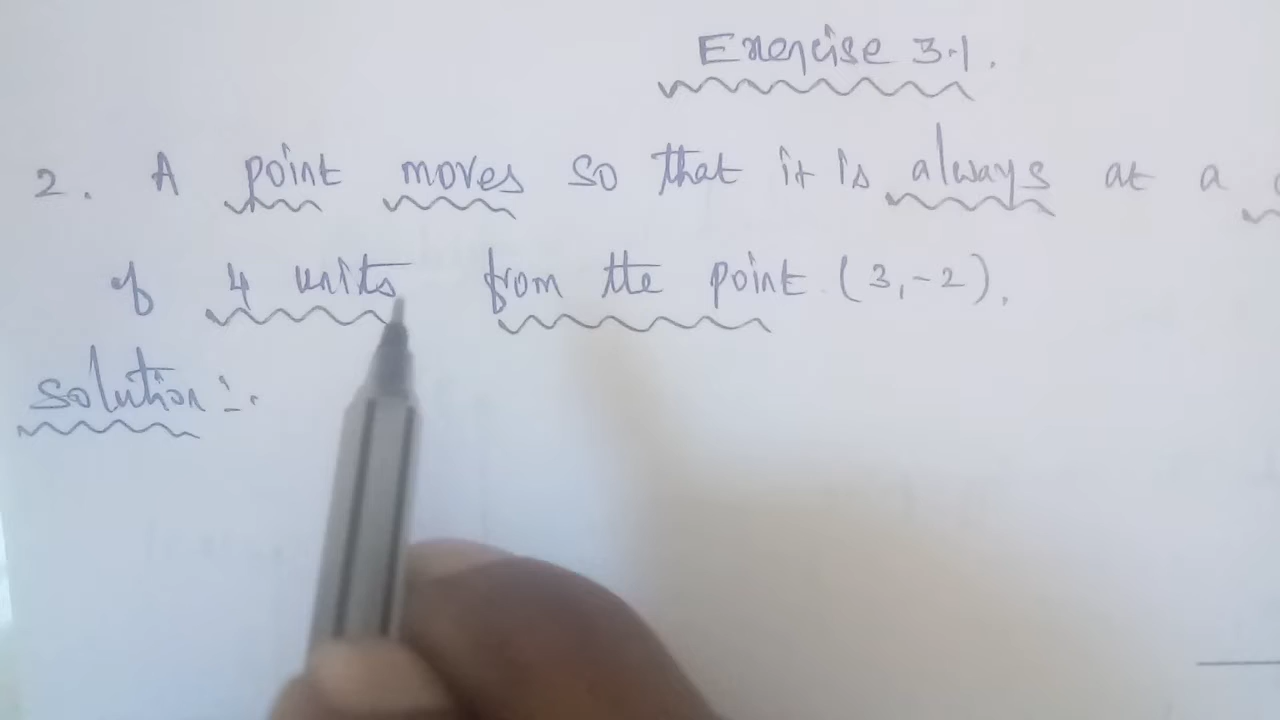 Exercise 3.1.
2. A point moves so that it is always at a
of 4 units from the point (3,-2).
solution:-